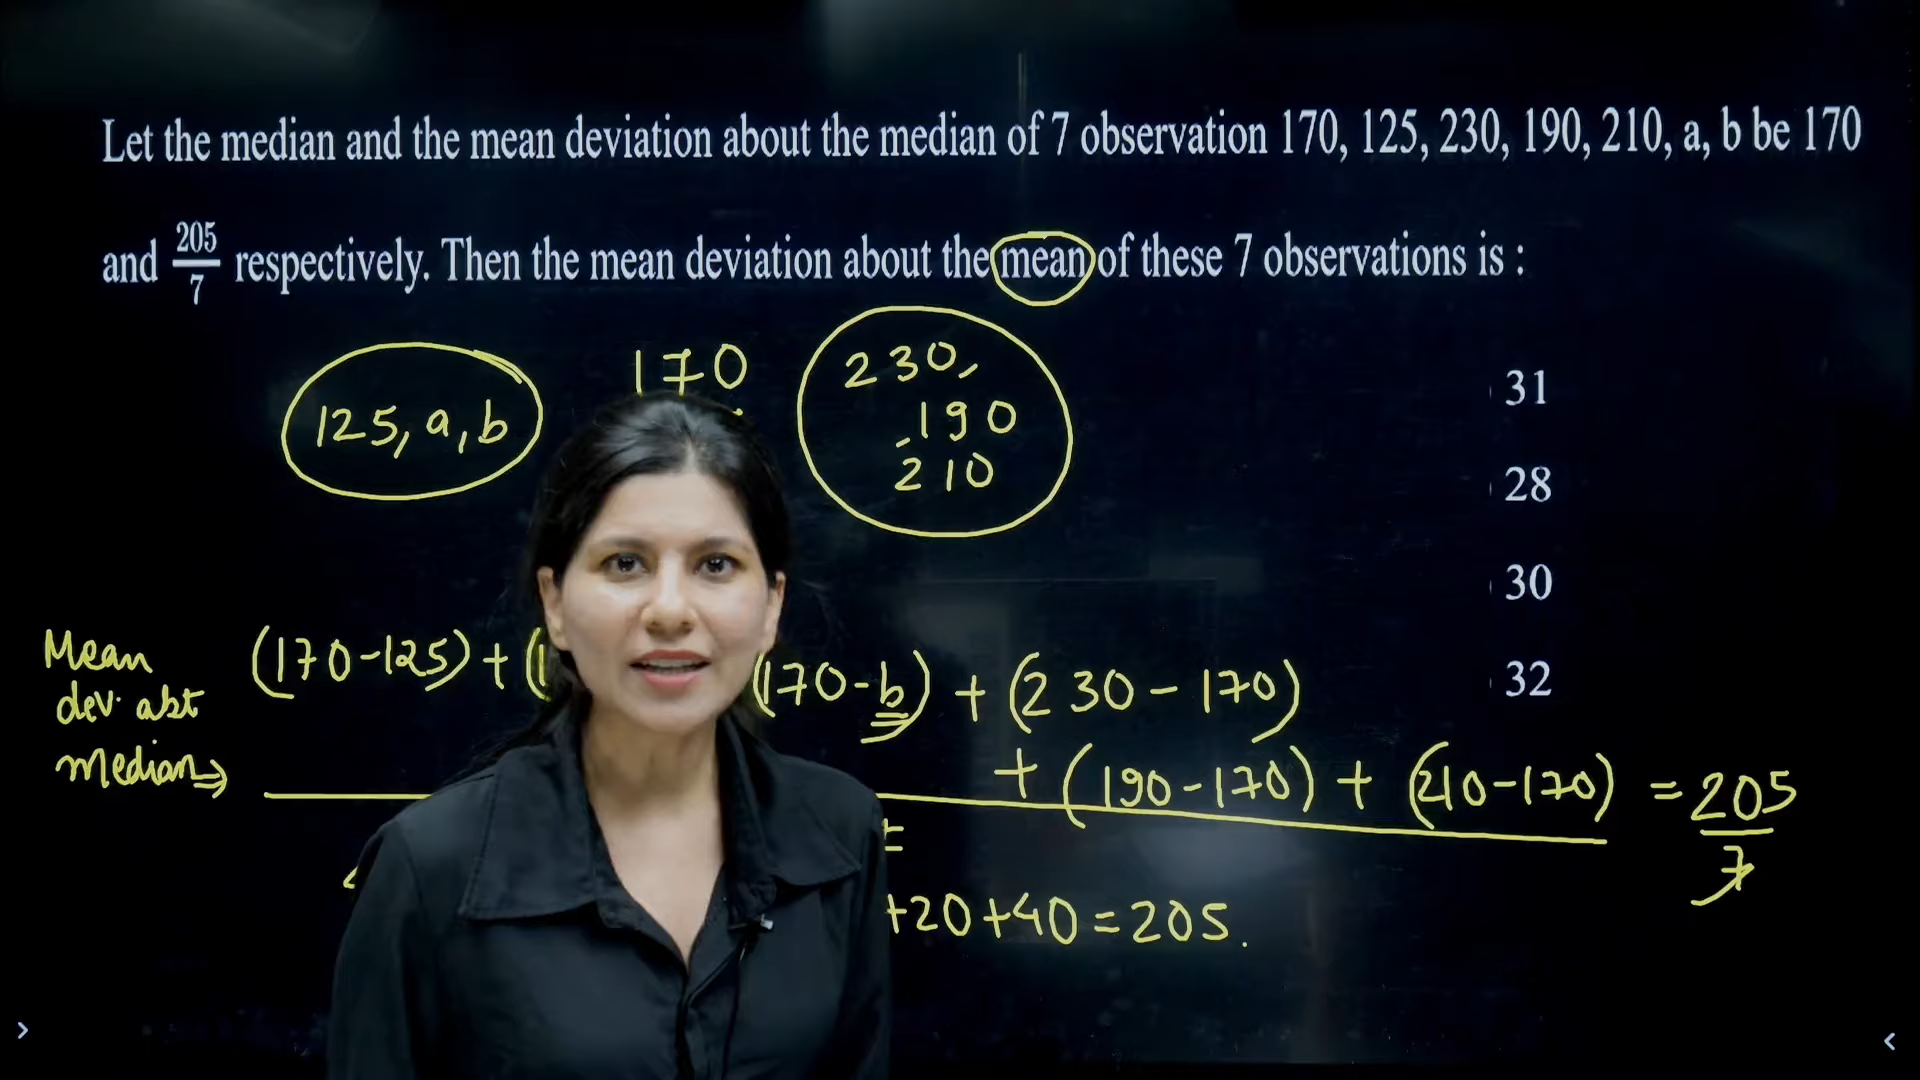 Let the median and the mean deviation about the median of 7 observation 170, 125, 230, 190, 210, a, b be 170
and 205/7 respectively. Then the mean deviation about the mean of these 7 observations is :
125, a, b
170
230,
,190
210
31
28
30
32
Mean
dev. abt
median→
(170-125)+(1
(170-b) + (230-170)
+ (190-170) + (210-170) = 205/7
+20+40=205.